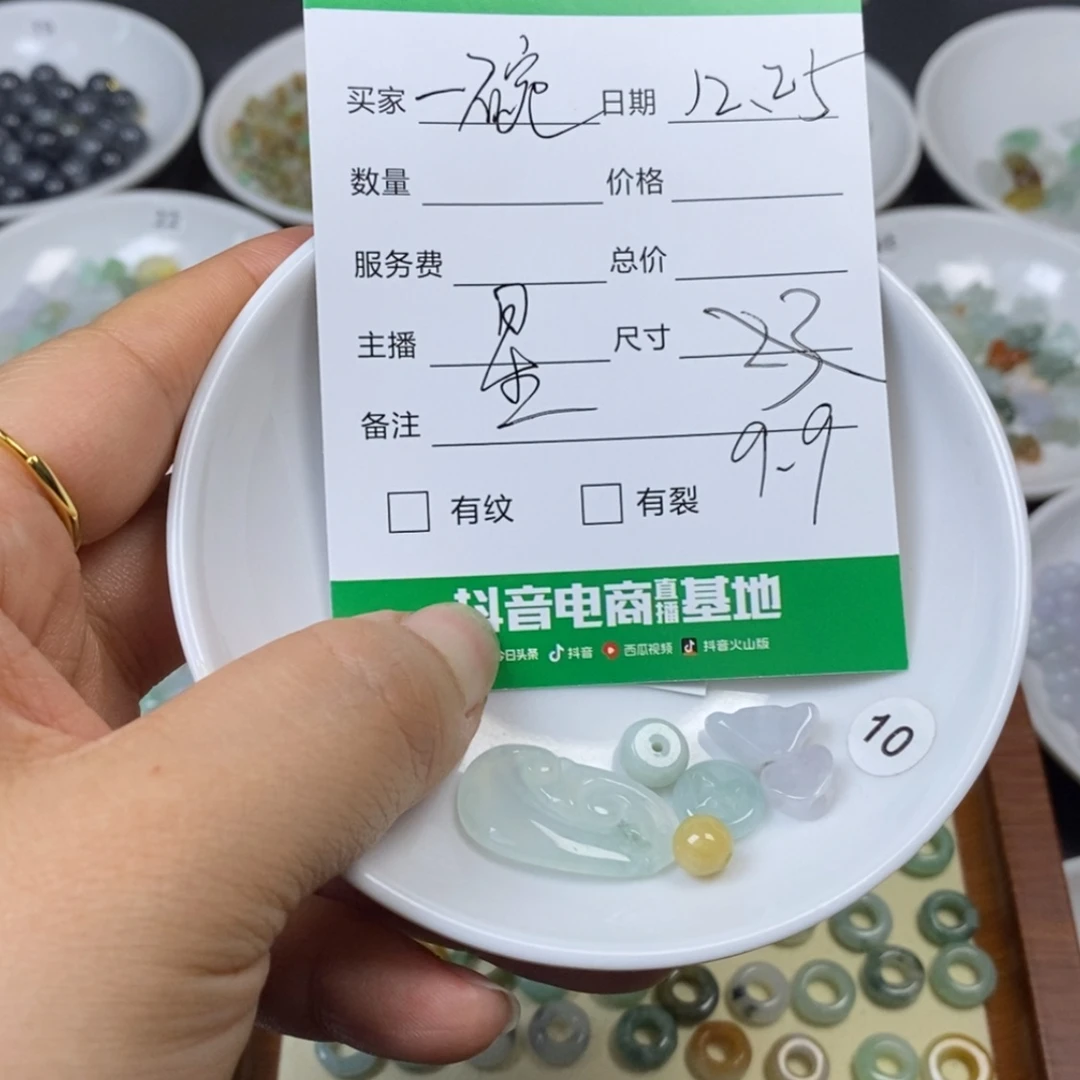 买家 一碗 日期 12.25
数量 价格
服务费 总价
主播 星 尺寸 23
备注 9.9
有纹 有裂
抖音电商直播基地
今日头条 抖音 西瓜视频 抖音火山版
10
22